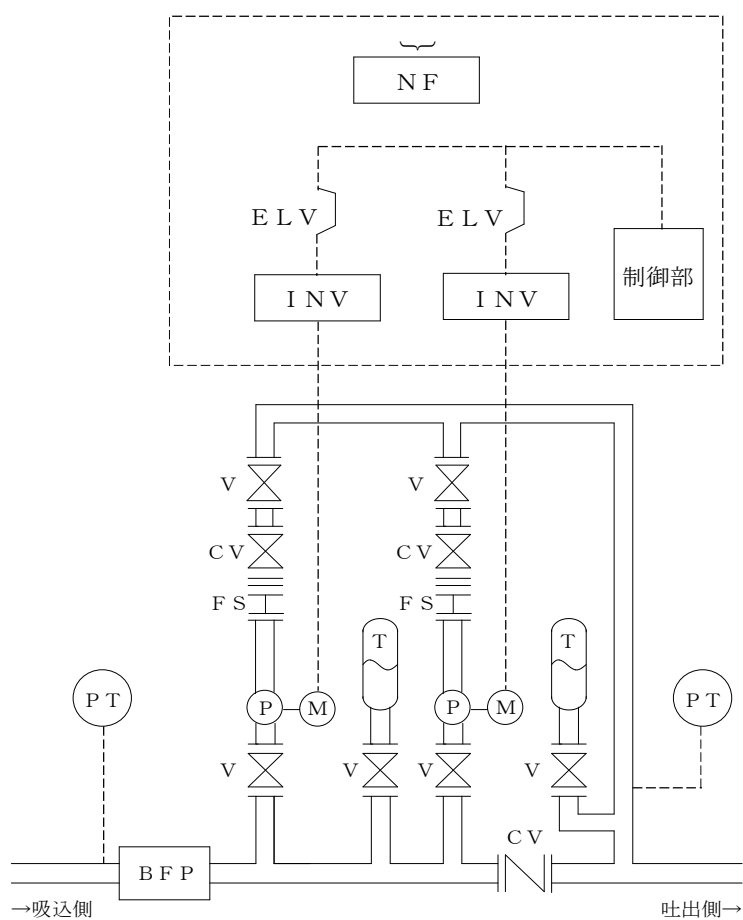 NF
ELV
ELV
INV
INV
制御部
V
V
CV
CV
FS
FS
T
T
PT
P
M
P
M
PT
V
V
V
V
CV
BFP
→吸込側
吐出側→